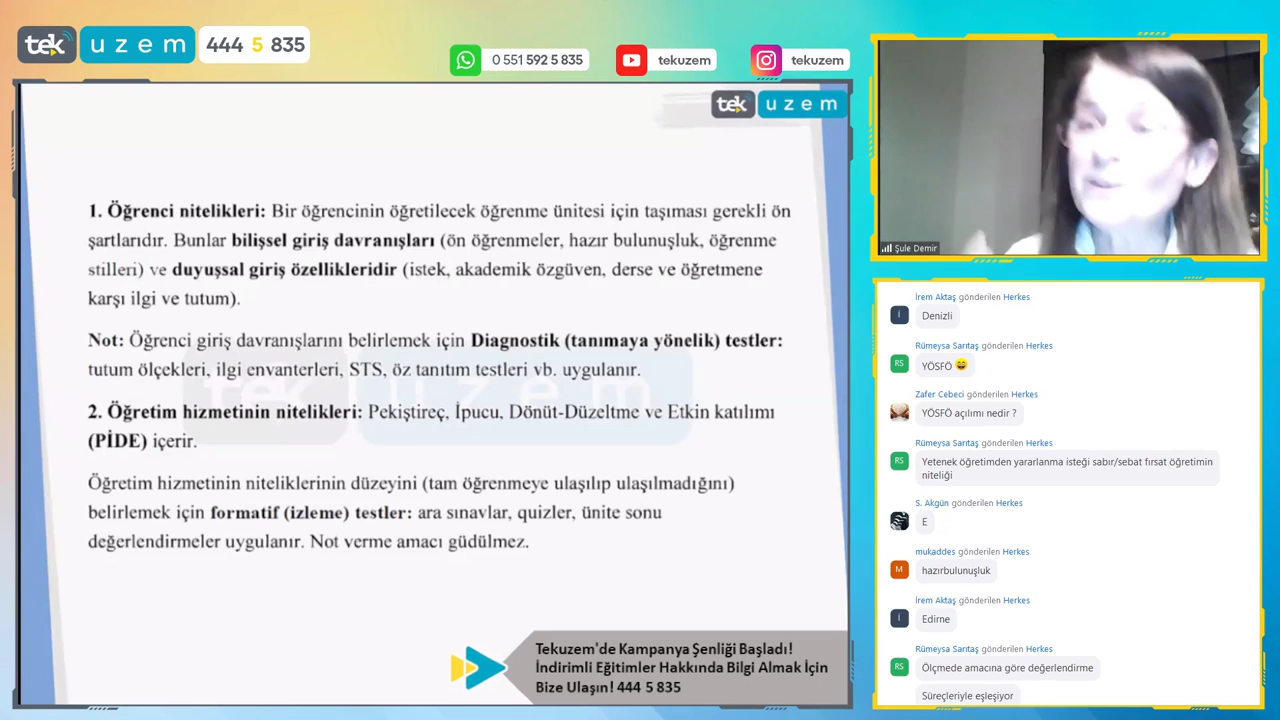 tek uzem 444 5 835
0 551 592 5 835
tekuzem
tekuzem
tek uzem
1. Öğrenci nitelikleri: Bir öğrencinin öğretilecek öğrenme ünitesi için taşıması gerekli ön
şartlarıdır. Bunlar bilişsel giriş davranışları (ön öğrenmeler, hazır bulunuşluk, öğrenme
stilleri) ve duyuşsal giriş özellikleridir (istek, akademik özgüven, derse ve öğretmene
karşı ilgi ve tutum).
Not: Öğrenci giriş davranışlarını belirlemek için Diagnostik (tanımaya yönelik) testler:
tutum ölçekleri, ilgi envanterleri, STS, öz tanıtım testleri vb. uygulanır.
2. Öğretim hizmetinin nitelikleri: Pekiştireç, İpucu, Dönüt-Düzeltme ve Etkin katılımı
(PİDE) içerir.
Öğretim hizmetinin niteliklerinin düzeyini (tam öğrenmeye ulaşılıp ulaşılmadığını)
belirlemek için formatif (izleme) testler: ara sınavlar, quizler, ünite sonu
değerlendirmeler uygulanır. Not verme amacı güdülmez.
tek uzem
Tekuzem'de Kampanya Şenliği Başladı!
İndirimli Eğitimler Hakkında Bilgi Almak İçin
Bize Ulaşın! 444 5 835
Şule Demir
İrem Aktaş gönderilen Herkes
İ
Denizli
Rümeysa Sarıtaş gönderilen Herkes
RS
YÖSFÖ 😄
Zafer Cebeci gönderilen Herkes
YÖSFÖ açılımı nedir ?
Rümeysa Sarıtaş gönderilen Herkes
RS
Yetenek öğretimden yararlanma isteği sabır/sebat fırsat öğretimin
niteliği
S. Akgün gönderilen Herkes
E
mukaddes gönderilen Herkes
M
hazırbulunuşluk
İrem Aktaş gönderilen Herkes
İ
Edirne
Rümeysa Sarıtaş gönderilen Herkes
RS
Ölçmede amacına göre değerlendirme
Süreçleriyle eşleşiyor